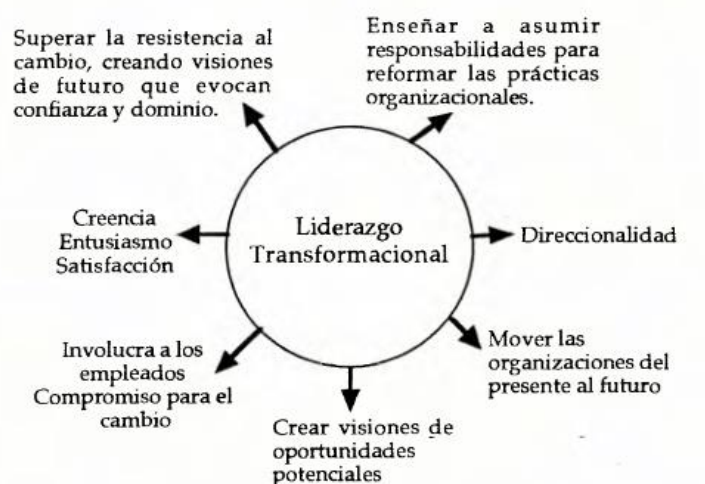 Superar la resistencia al
cambio, creando visiones
de futuro que evocan
confianza y dominio.
Enseñar a asumir
responsabilidades para
reformar las prácticas
organizacionales.
Creencia
Entusiasmo
Satisfacción
Liderazgo
Transformacional
Direccionalidad
Involucra a los
empleados
Compromiso para el
cambio
Crear visiones de
oportunidades
potenciales
Mover las
organizaciones del
presente al futuro